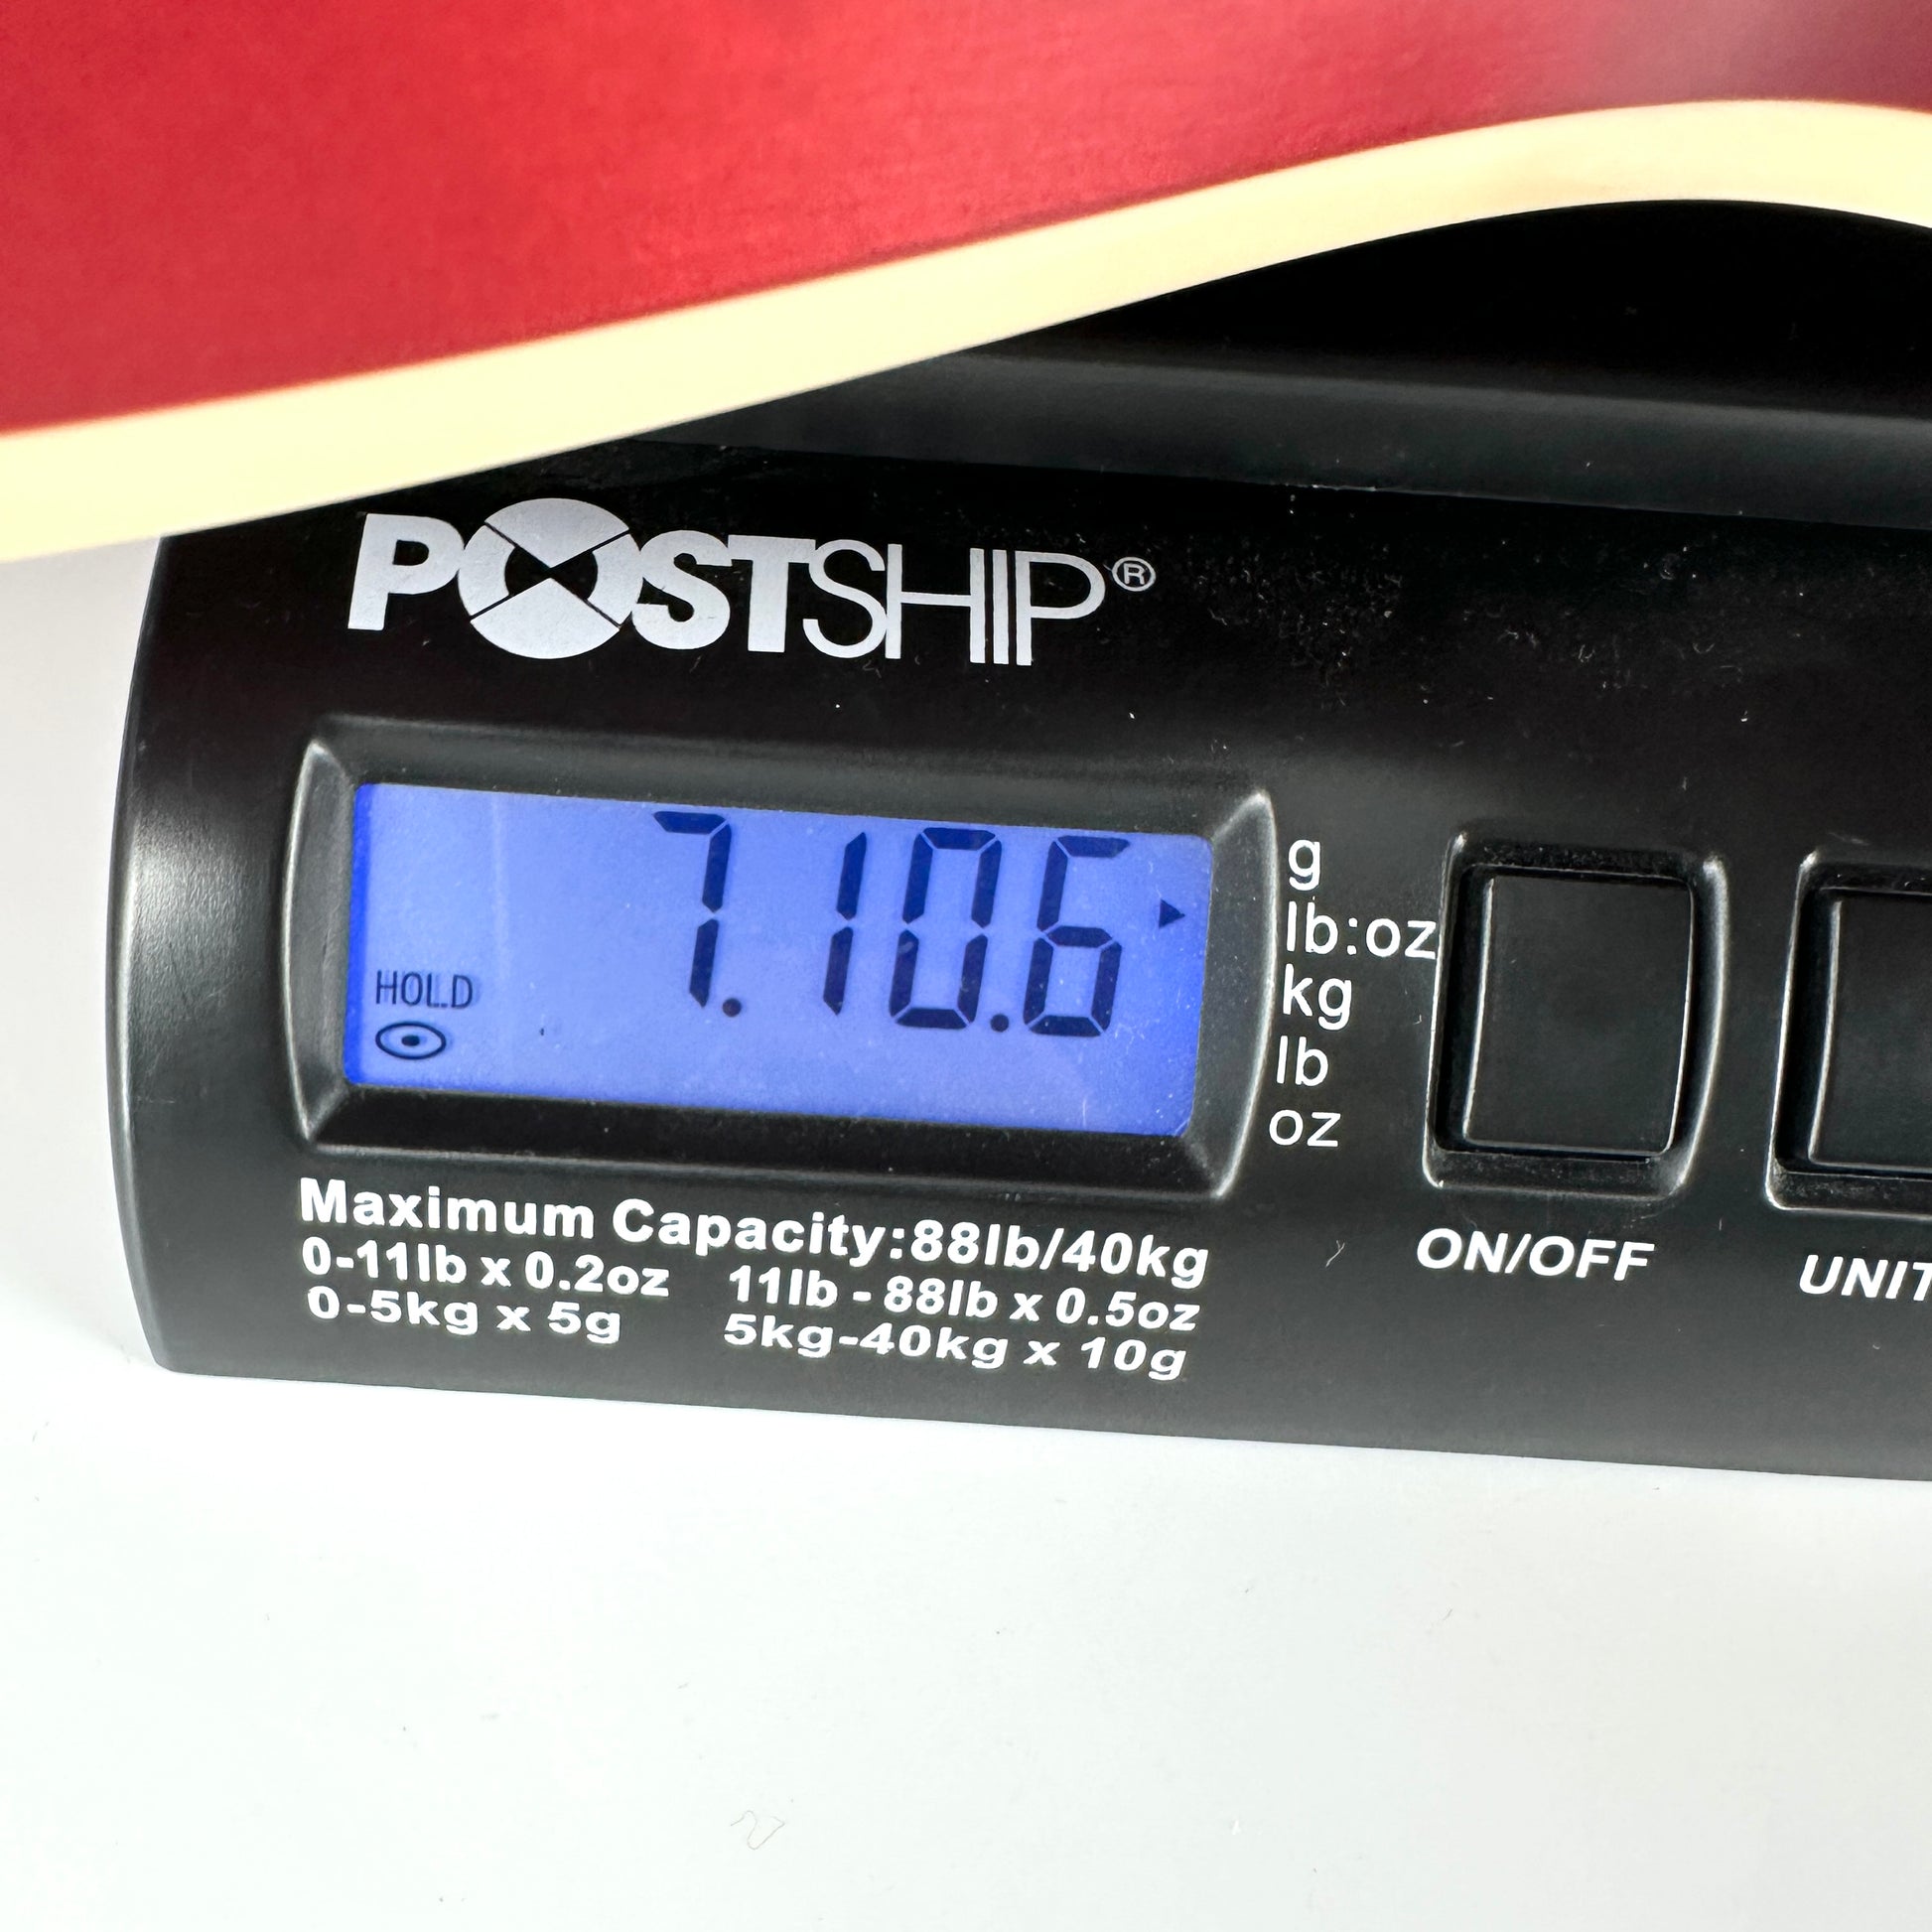 POSTSHIP®
7.10.6
HOLD
g
lb:oz
kg
lb
oz
Maximum Capacity:88lb/40kg
0-11lb x 0.2oz 11lb - 88lb x 0.5oz
0-5kg x 5g 5kg-40kg x 10g
ON/OFF
UNIT